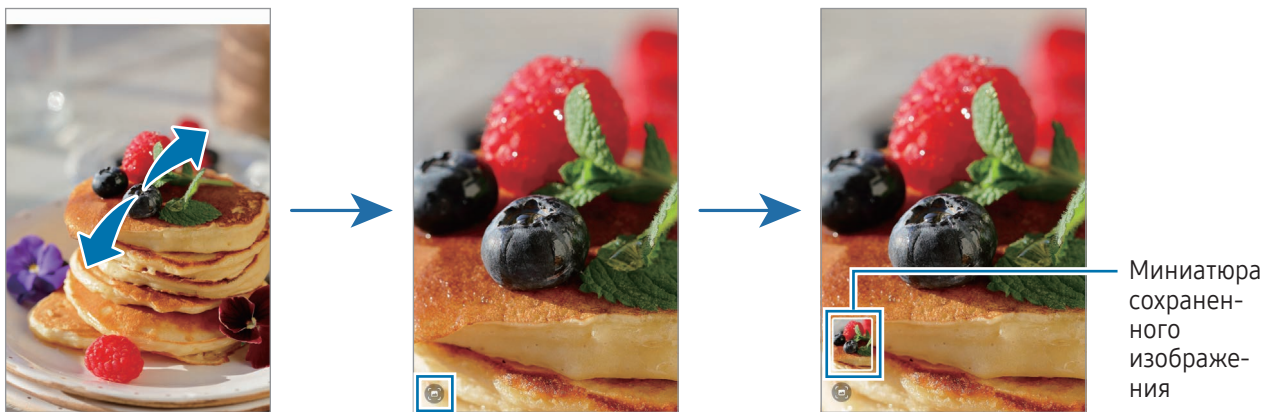 Миниатюра
сохранен-
ного
изображе-
ния